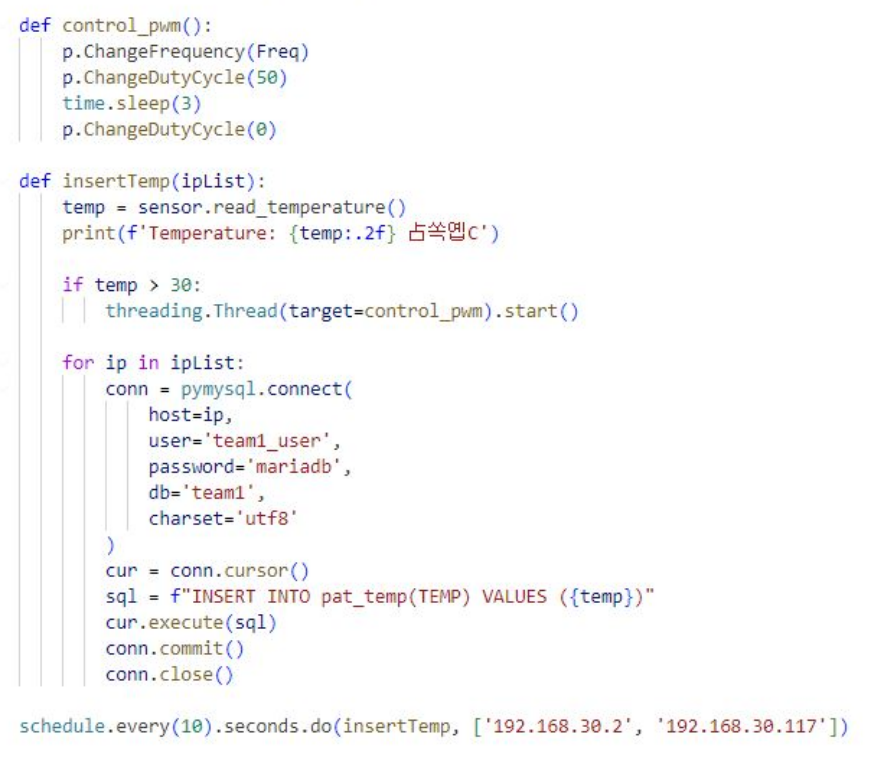 def control_pwm():
    p.ChangeFrequency(Freq)
    p.ChangeDutyCycle(50)
    time.sleep(3)
    p.ChangeDutyCycle(0)

def insertTemp(ipList):
    temp = sensor.read_temperature()
    print(f'Temperature: {temp:.2f} 占쏙옙C')

    if temp > 30:
        threading.Thread(target=control_pwm).start()

    for ip in ipList:
        conn = pymysql.connect(
            host=ip,
            user='team1_user',
            password='mariadb',
            db='team1',
            charset='utf8'
        )
        cur = conn.cursor()
        sql = f"INSERT INTO pat_temp(TEMP) VALUES ({temp})"
        cur.execute(sql)
        conn.commit()
        conn.close()

schedule.every(10).seconds.do(insertTemp, ['192.168.30.2', '192.168.30.117'])